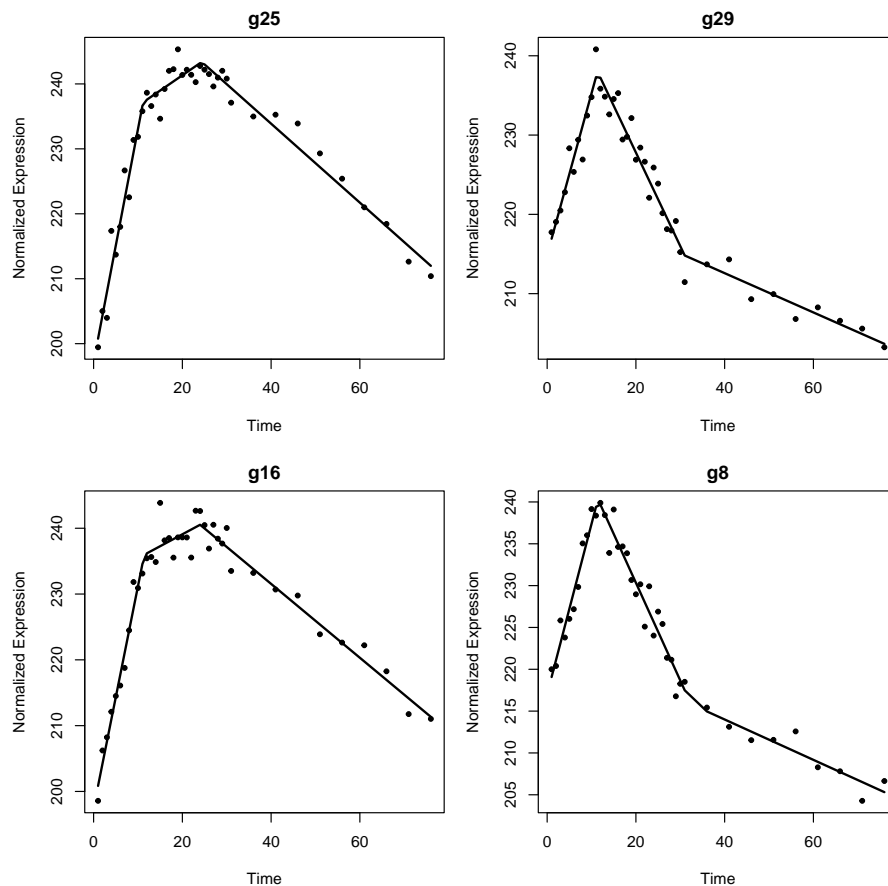 g25
Normalized Expression
200 210 220 230 240
0 20 40 60
Time
g29
Normalized Expression
210 220 230 240
0 20 40 60
Time
g16
Normalized Expression
200 210 220 230 240
0 20 40 60
Time
g8
Normalized Expression
205 210 215 220 225 230 235 240
0 20 40 60
Time